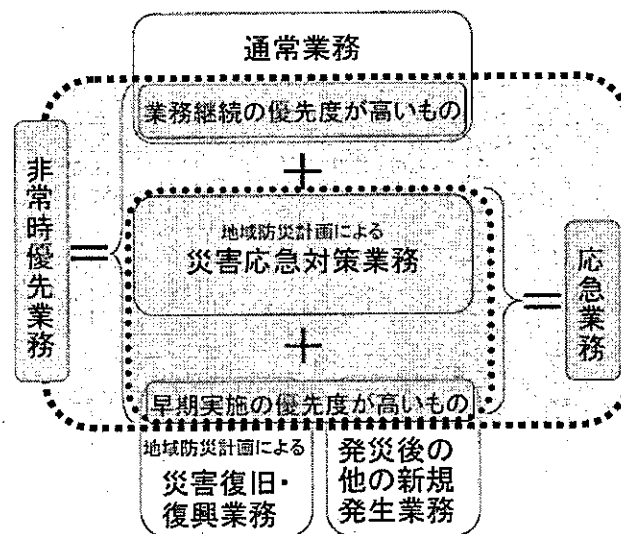 通常業務
業務継続の優先度が高いもの
+
非常時優先業務
=
地域防災計画による
災害応急対策業務
=
応急業務
+
早期実施の優先度が高いもの
地域防災計画による
災害復旧・
復興業務
発災後の
他の新規
発生業務